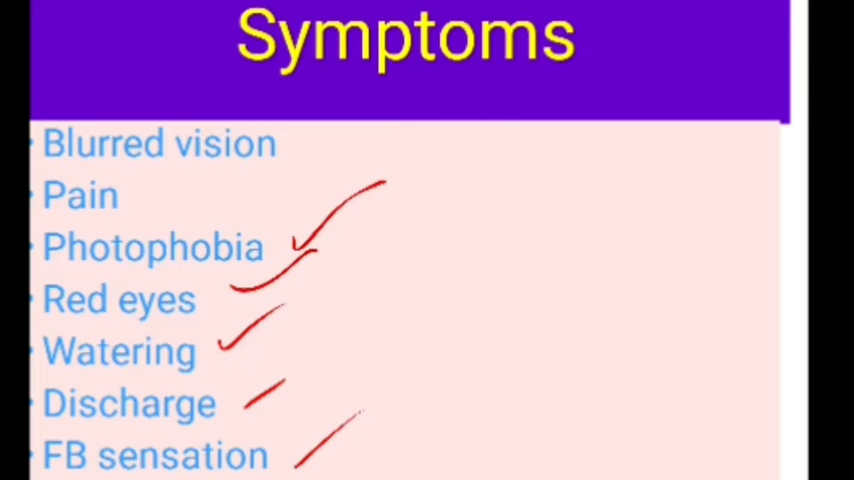 Symptoms
• Blurred vision
• Pain
• Photophobia
• Red eyes
• Watering
• Discharge
• FB sensation